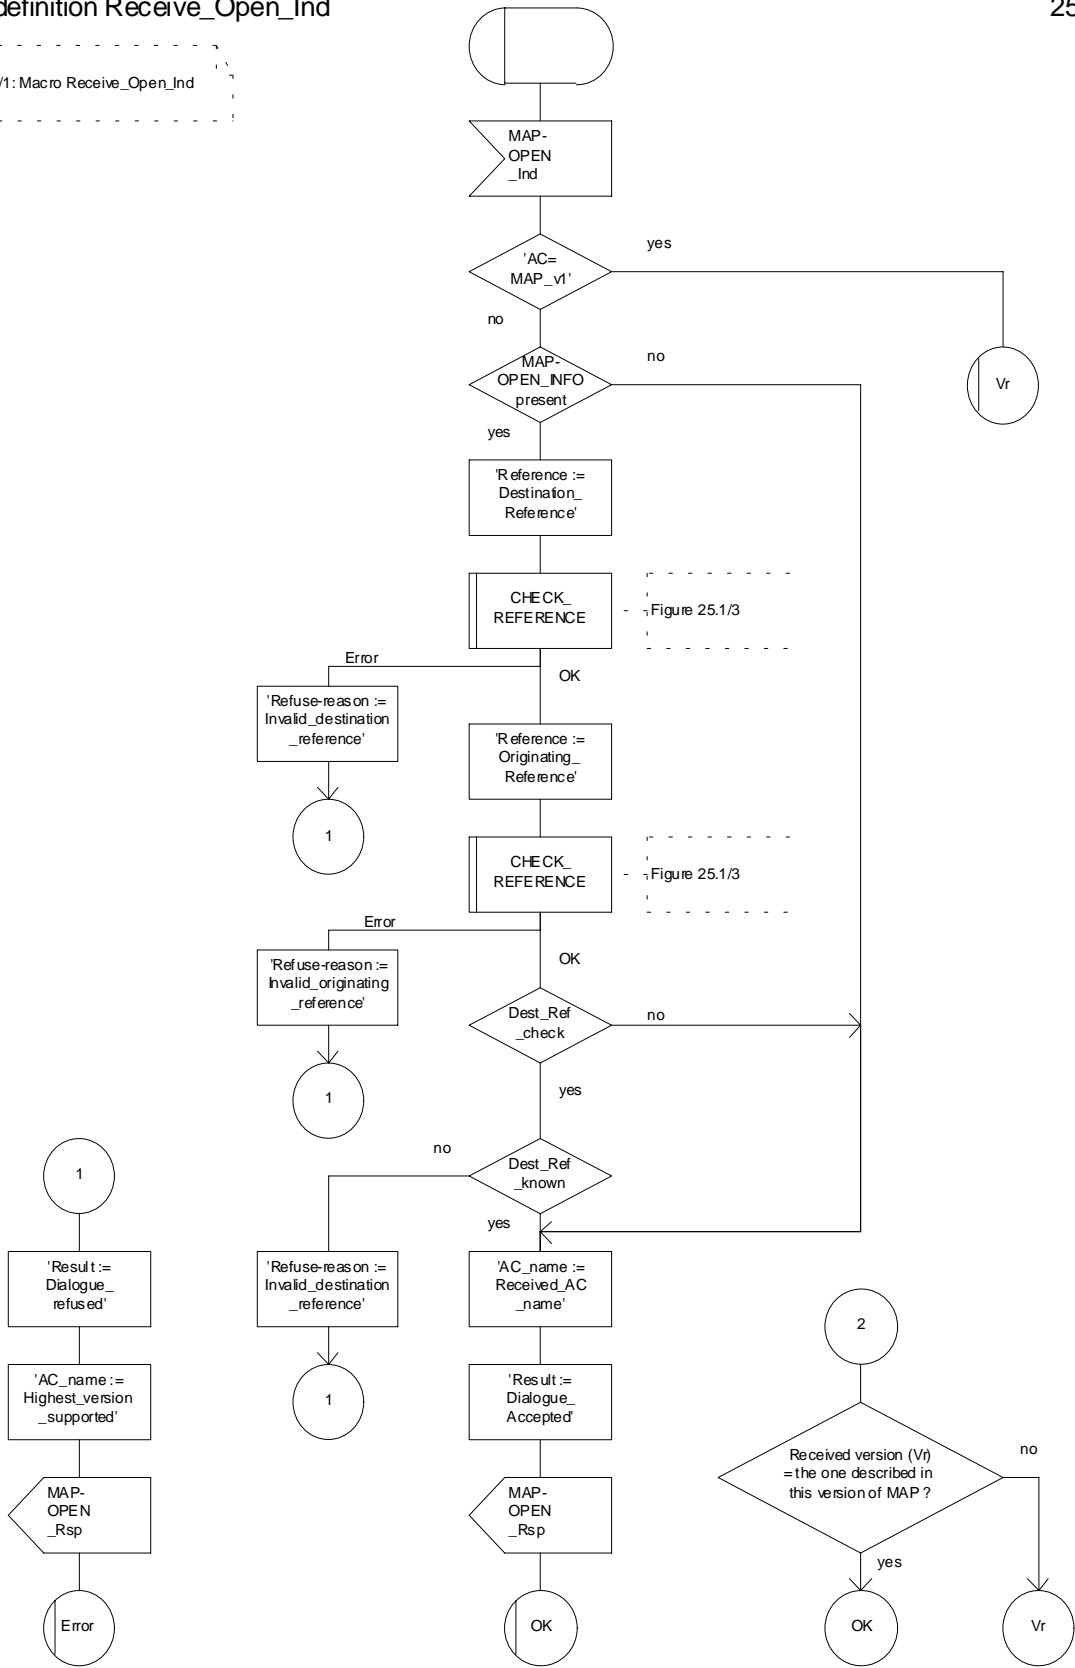 definition Receive_Open_Ind
25
/1: Macro Receive_Open_Ind
MAP-
OPEN
_Ind
'AC=
MAP_v1'
yes
no
MAP-
OPEN_INFO
present
no
yes
Vr
'Reference :=
Destination_
Reference'
CHECK_
REFERENCE
Figure 25.1/3
Error
OK
'Refuse-reason :=
Invalid_destination
_reference'
1
'Reference :=
Originating_
Reference'
CHECK_
REFERENCE
Figure 25.1/3
Error
OK
'Refuse-reason :=
Invalid_originating
_reference'
1
Dest_Ref
_check
no
yes
Dest_Ref
_known
no
yes
1
'Result :=
Dialogue_
refused'
'AC_name :=
Highest_version
_supported'
MAP-
OPEN
_Rsp
Error
'Refuse-reason :=
Invalid_destination
_reference'
1
'AC_name :=
Received_AC
_name'
'Result :=
Dialogue_
Accepted'
MAP-
OPEN
_Rsp
OK
2
Received version (Vr)
= the one described in
this version of MAP ?
no
yes
OK
Vr